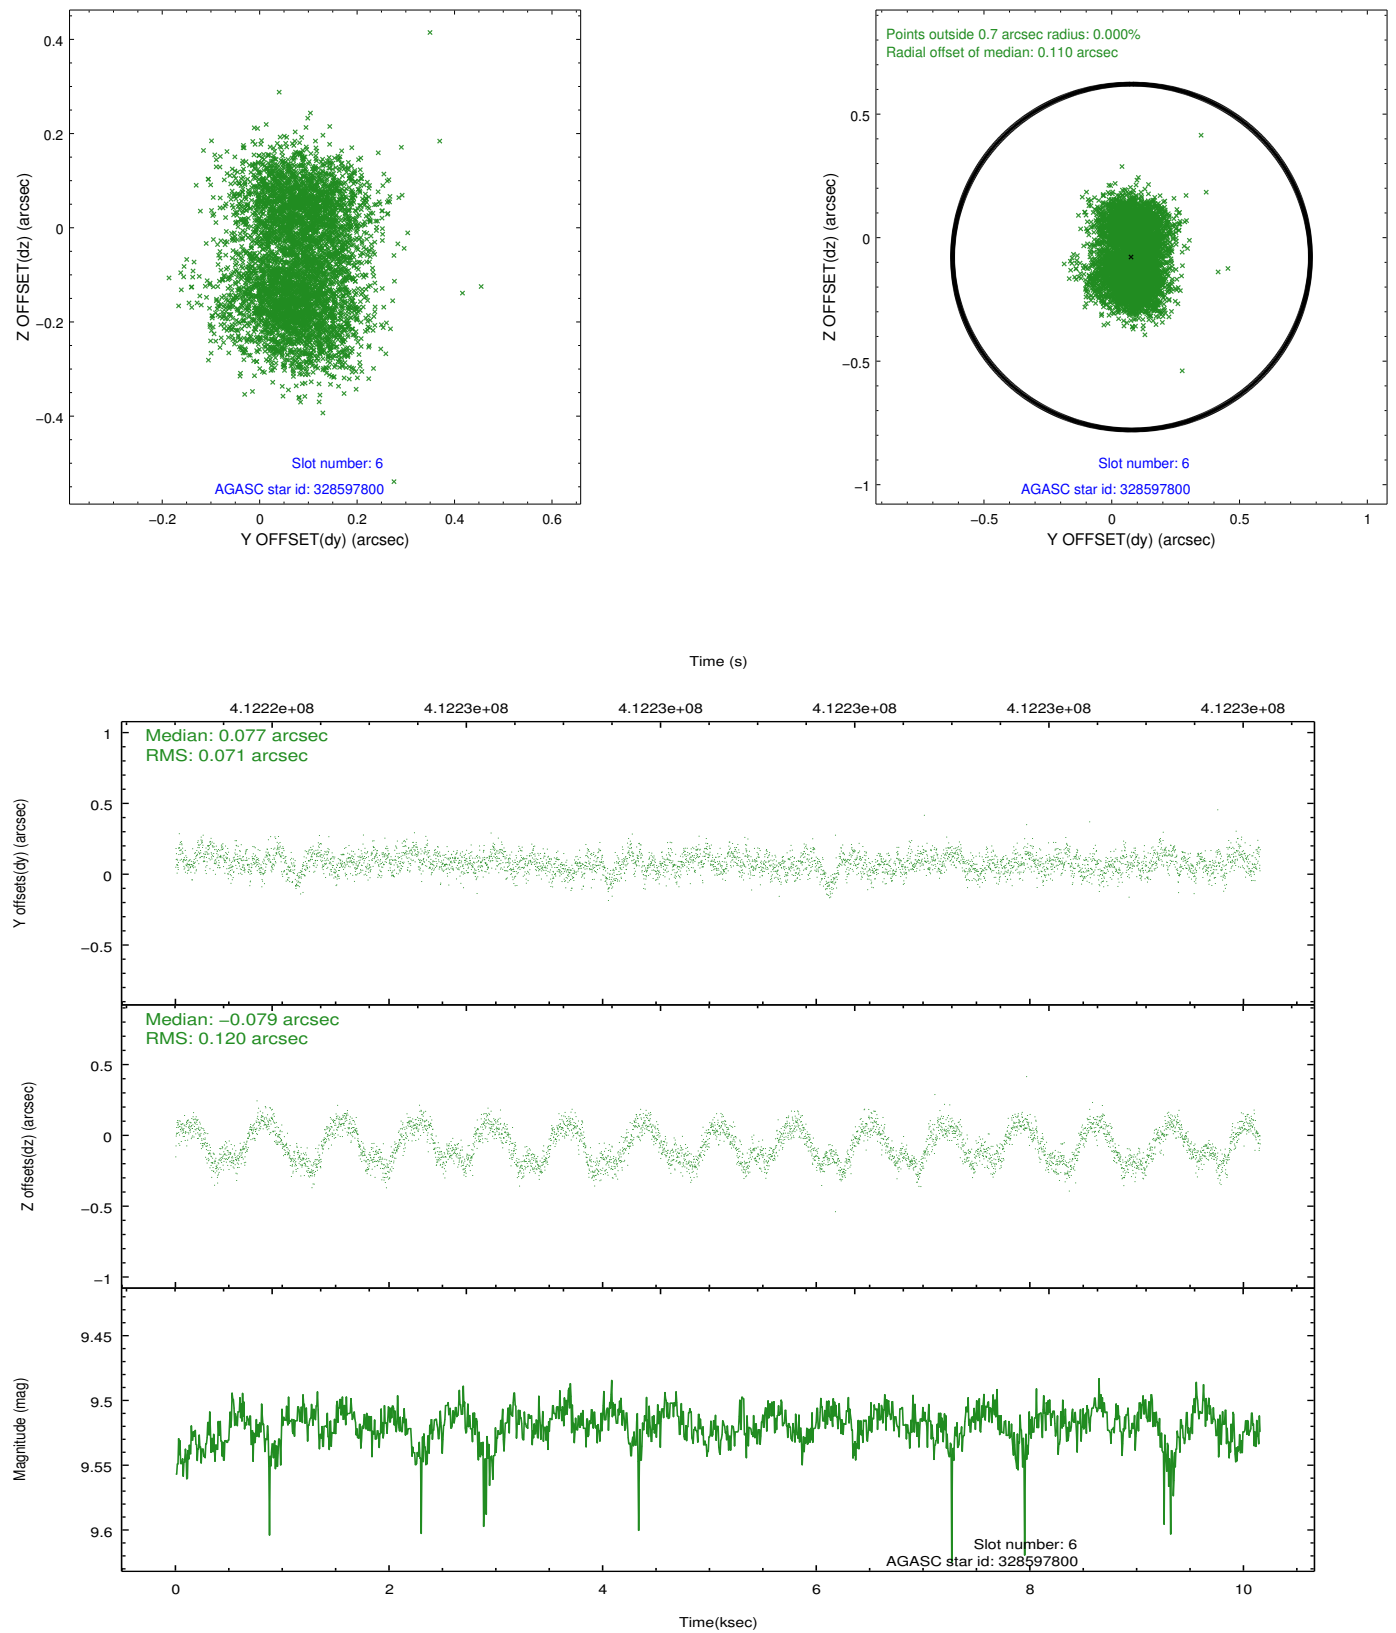 0.4
0.2
0
−0.2
−0.4
Z OFFSET(dz) (arcsec)
Slot number: 6
AGASC star id: 328597800
−0.2
0
0.2
0.4
0.6
Y OFFSET(dy) (arcsec)
Points outside 0.7 arcsec radius: 0.000%
Radial offset of median: 0.110 arcsec
0.5
0
−0.5
−1
Z OFFSET(dz) (arcsec)
Slot number: 6
AGASC star id: 328597800
−0.5
0
0.5
1
Y OFFSET(dy) (arcsec)
Time (s)
4.1222e+08
4.1223e+08
4.1223e+08
4.1223e+08
4.1223e+08
4.1223e+08
Median: 0.077 arcsec
RMS: 0.071 arcsec
1
0.5
0
−0.5
Y offsets(dy) (arcsec)
Median: −0.079 arcsec
RMS: 0.120 arcsec
0.5
0
−0.5
−1
Z offsets(dz) (arcsec)
9.45
9.5
9.55
9.6
Magnitude (mag)
Slot number: 6
AGASC star id: 328597800
0
2
4
6
8
10
Time(ksec)